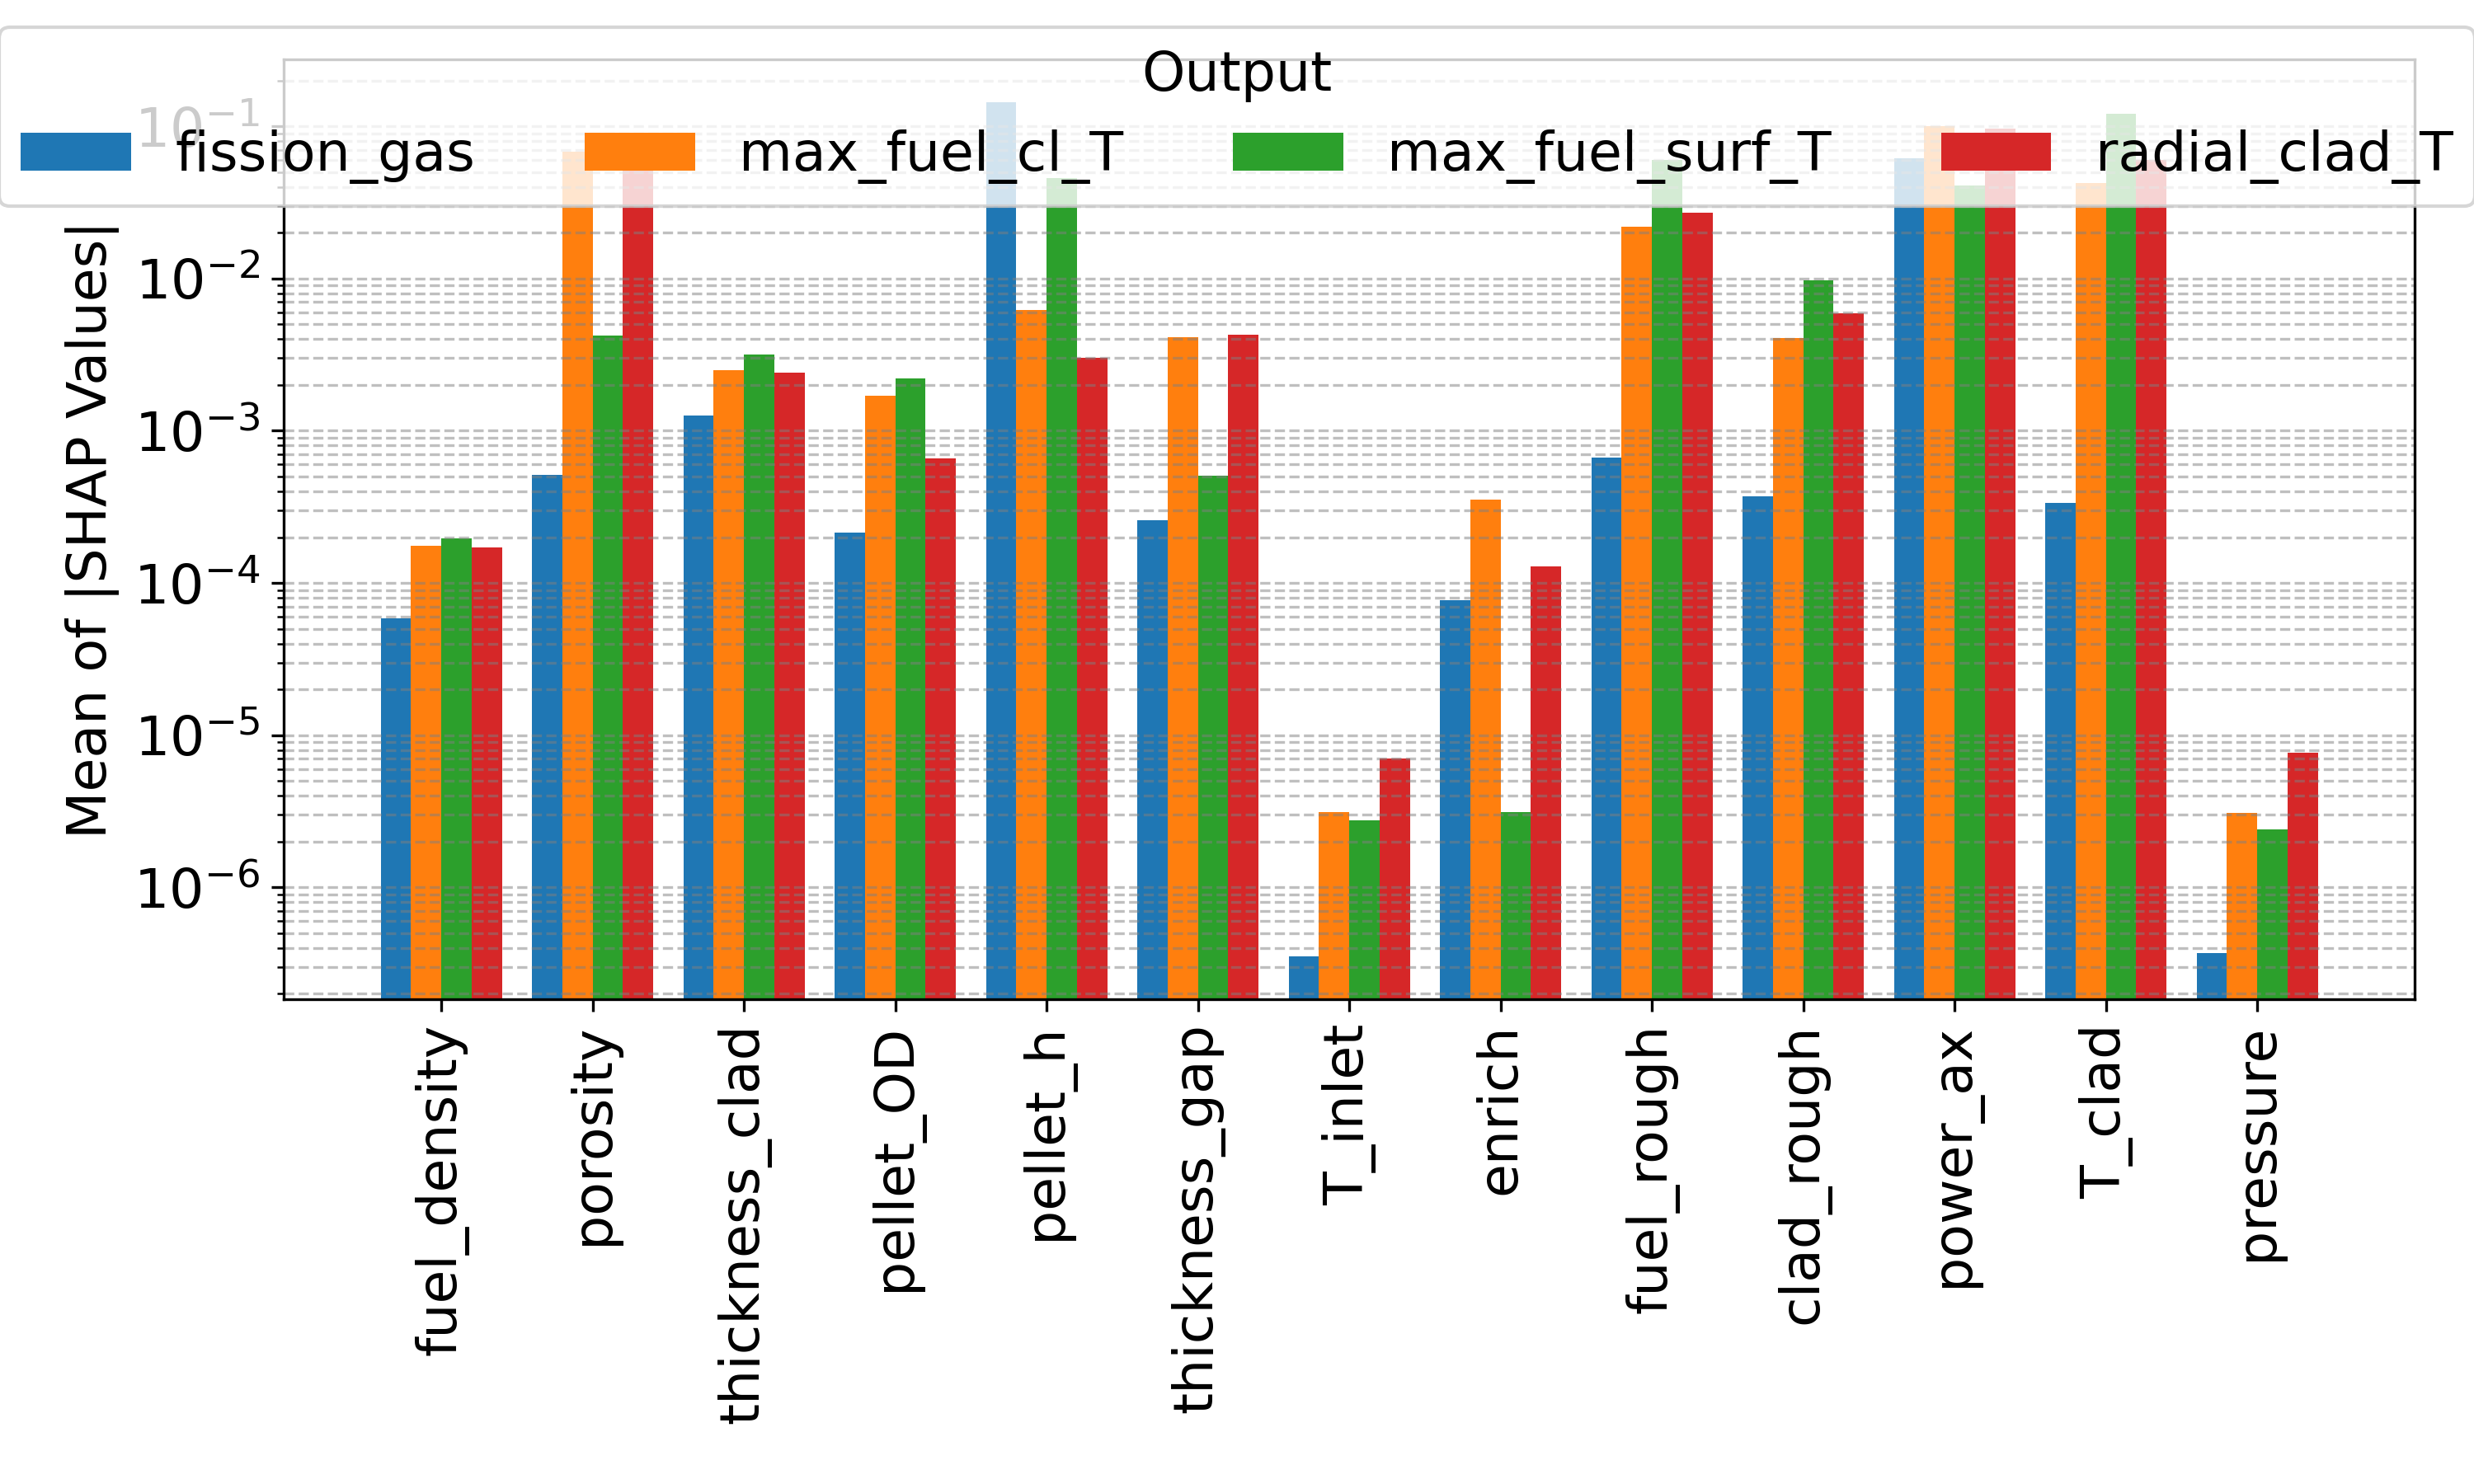 Output
fission_gas max_fuel_cl_T max_fuel_surf_T radial_clad_T
Mean of |SHAP Values|
10⁻¹
10⁻²
10⁻³
10⁻⁴
10⁻⁵
10⁻⁶
fuel_density
porosity
thickness_clad
pellet_OD
pellet_h
thickness_gap
T_inlet
enrich
fuel_rough
clad_rough
power_ax
T_clad
pressure